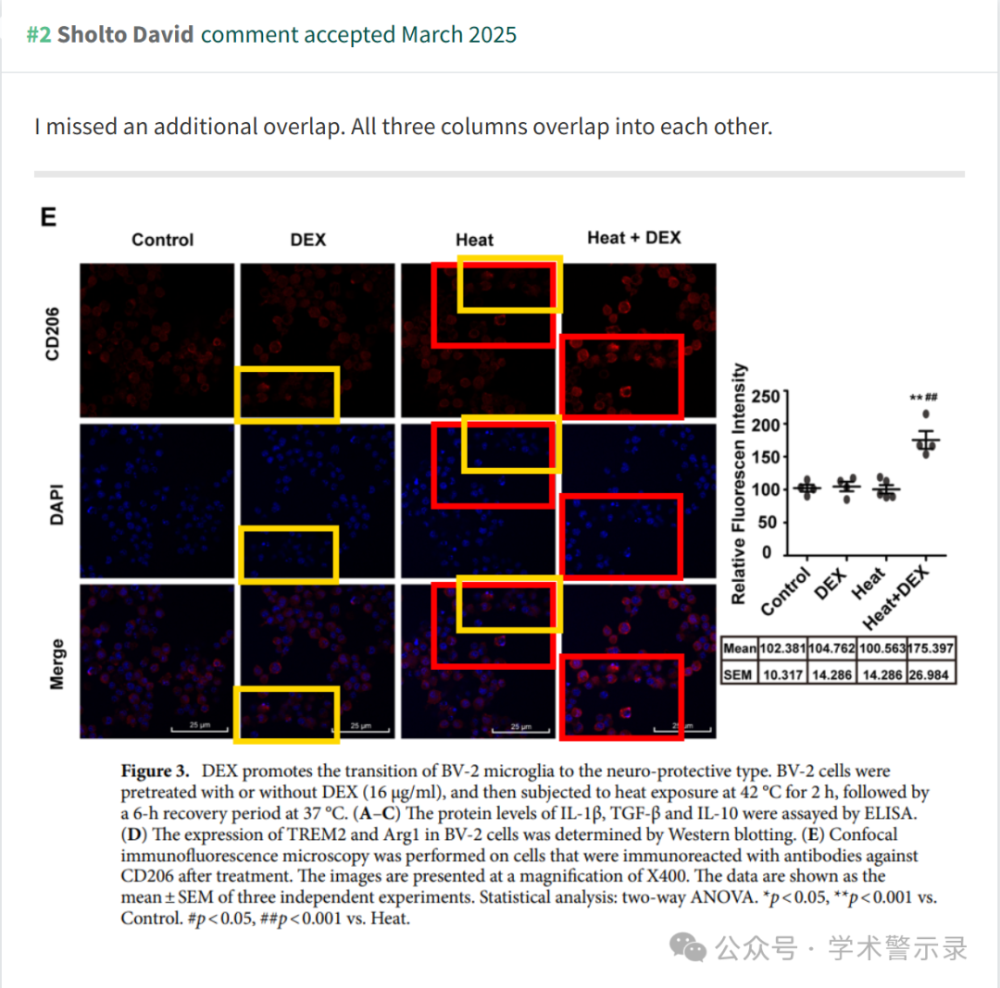 #2 Sholto David comment accepted March 2025
I missed an additional overlap. All three columns overlap into each other.
E
Control DEX Heat Heat + DEX
CD206
DAPI
Merge
25 μm 25 μm 25 μm
Relative Fluorescen Intensity
250
200
150
100
50
0
** ##
Control DEX Heat Heat+DEX
Mean 102.381 104.762 100.563 175.397
SEM 10.317 14.286 14.286 26.984
Figure 3. DEX promotes the transition of BV-2 microglia to the neuro-protective type. BV-2 cells were
pretreated with or without DEX (16 μg/ml), and then subjected to heat exposure at 42 °C for 2 h, followed by
a 6-h recovery period at 37 °C. (A–C) The protein levels of IL-1β, TGF-β and IL-10 were assayed by ELISA.
(D) The expression of TREM2 and Arg1 in BV-2 cells was determined by Western blotting. (E) Confocal
immunofluorescence microscopy was performed on cells that were immunoreacted with antibodies against
CD206 after treatment. The images are presented at a magnification of X400. The data are shown as the
mean ± SEM of three independent experiments. Statistical analysis: two-way ANOVA. *p < 0.05, **p < 0.001 vs.
Control. #p < 0.05, ##p < 0.001 vs. Heat.
公众号 · 学术警示录